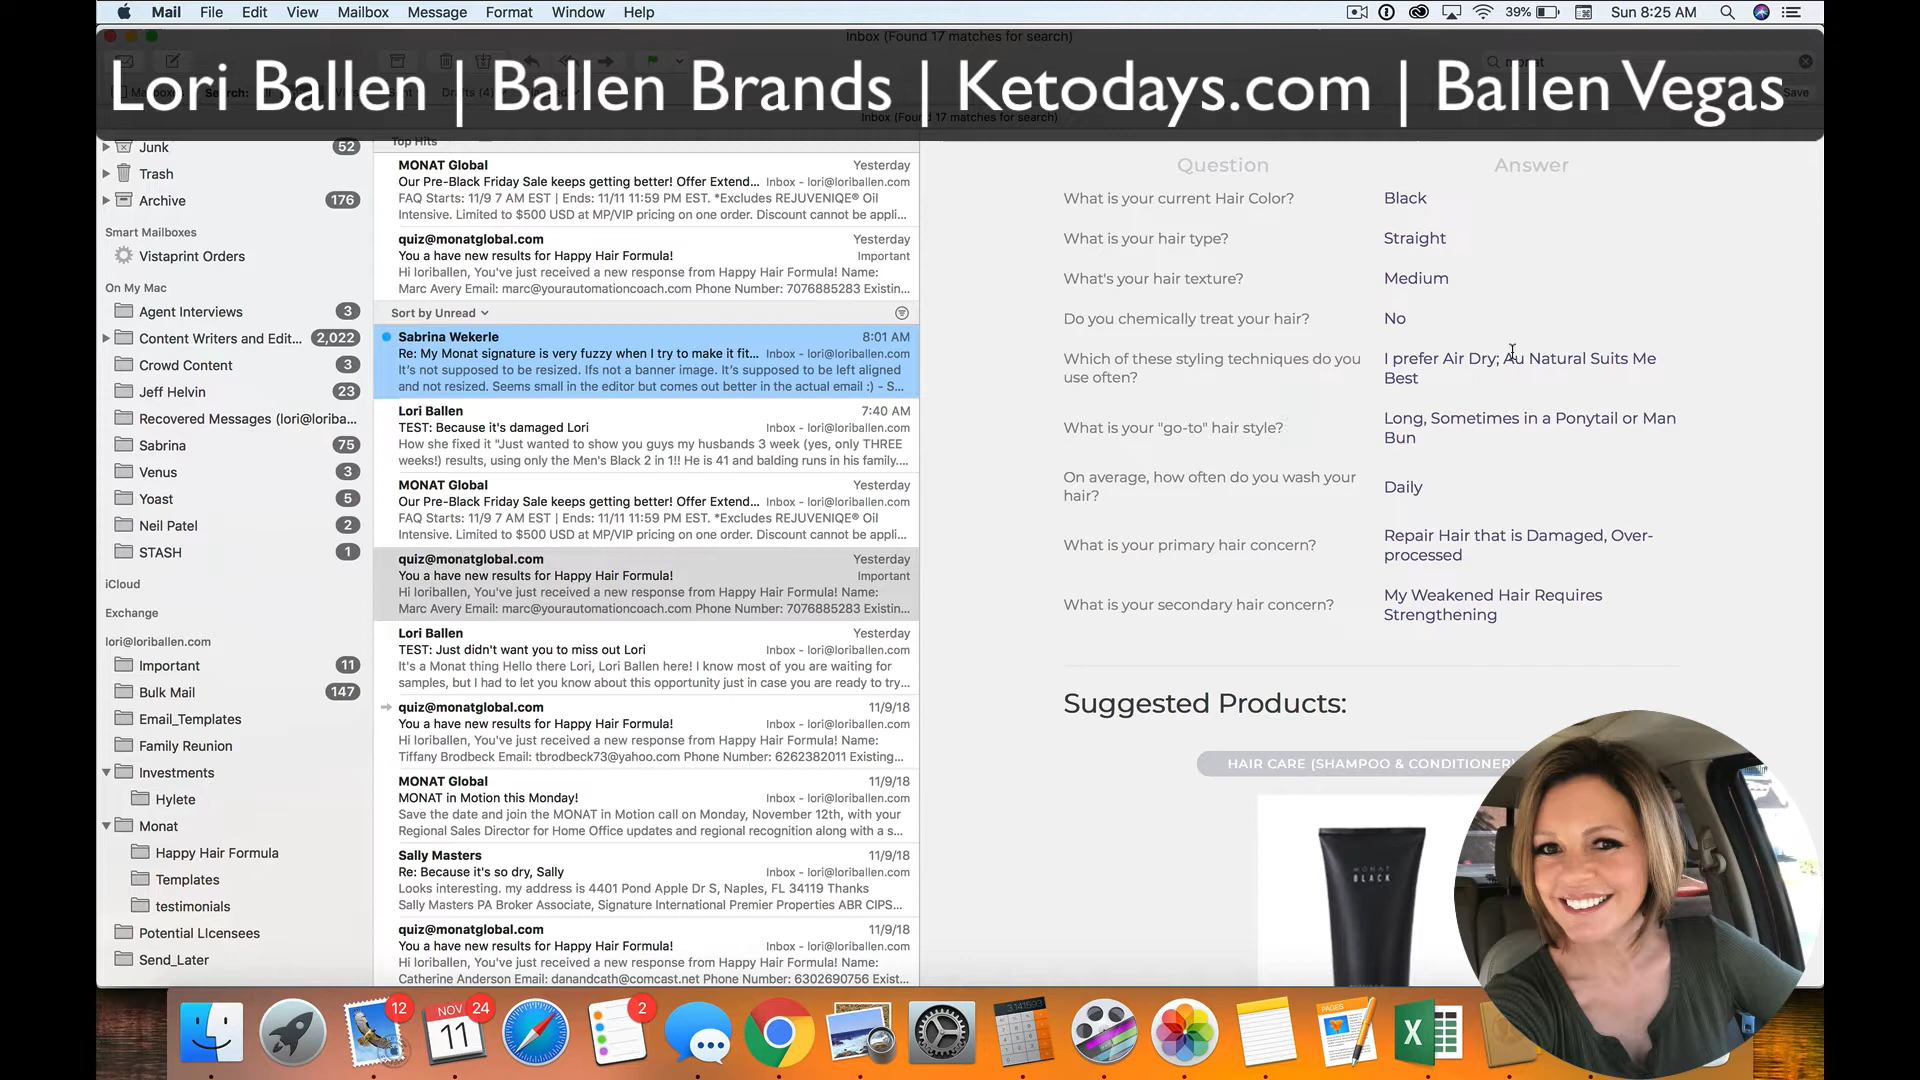 Mail File Edit View Mailbox Message Format Window Help
39% Sun 8:25 AM
Inbox (Found 17 matches for search)
Lori Ballen | Ballen Brands | Ketodays.com | Ballen Vegas
Save
Inbox (Found 17 matches for search)
Junk 52
Trash
Archive 176
Smart Mailboxes
Vistaprint Orders
On My Mac
Agent Interviews 3
Content Writers and Edit... 2,022
Crowd Content 3
Jeff Helvin 23
Recovered Messages (lori@loriba...
Sabrina 75
Venus 3
Yoast 5
Neil Patel 2
STASH 1
iCloud
Exchange
lori@loriballen.com
Important 11
Bulk Mail 147
Email_Templates
Family Reunion
Investments
Hylete
Monat
Happy Hair Formula
Templates
testimonials
Potential LIcensees
Send_Later
Top Hits
MONAT Global Yesterday
Our Pre-Black Friday Sale keeps getting better! Offer Extend... Inbox - lori@loriballen.com
FAQ Starts: 11/9 7 AM EST | Ends: 11/11 11:59 PM EST. *Excludes REJUVENIQE® Oil
Intensive. Limited to $500 USD at MP/VIP pricing on one order. Discount cannot be appli...
quiz@monatglobal.com Yesterday
You a have new results for Happy Hair Formula! Important
Hi loriballen, You've just received a new response from Happy Hair Formula! Name:
Marc Avery Email: marc@yourautomationcoach.com Phone Number: 7076885283 Existin...
Sort by Unread
Sabrina Wekerle 8:01 AM
Re: My Monat signature is very fuzzy when I try to make it fit... Inbox - lori@loriballen.com
It's not supposed to be resized. Ifs not a banner image. It's supposed to be left aligned
and not resized. Seems small in the editor but comes out better in the actual email :) - S...
Lori Ballen 7:40 AM
TEST: Because it's damaged Lori Inbox - lori@loriballen.com
How she fixed it "Just wanted to show you guys my husbands 3 week (yes, only THREE
weeks!) results, using only the Men's Black 2 in 1!! He is 41 and balding runs in his family....
MONAT Global Yesterday
Our Pre-Black Friday Sale keeps getting better! Offer Extend... Inbox - lori@loriballen.com
FAQ Starts: 11/9 7 AM EST | Ends: 11/11 11:59 PM EST. *Excludes REJUVENIQE® Oil
Intensive. Limited to $500 USD at MP/VIP pricing on one order. Discount cannot be appli...
quiz@monatglobal.com Yesterday
You a have new results for Happy Hair Formula! Important
Hi loriballen, You've just received a new response from Happy Hair Formula! Name:
Marc Avery Email: marc@yourautomationcoach.com Phone Number: 7076885283 Existin...
Lori Ballen Yesterday
TEST: Just didn't want you to miss out Lori Inbox - lori@loriballen.com
It's a Monat thing Hello there Lori, Lori Ballen here! I know most of you are waiting for
samples, but I had to let you know about this opportunity just in case you are ready to try...
quiz@monatglobal.com 11/9/18
You a have new results for Happy Hair Formula! Inbox - lori@loriballen.com
Hi loriballen, You've just received a new response from Happy Hair Formula! Name:
Tiffany Brodbeck Email: tbrodbeck73@yahoo.com Phone Number: 6262382011 Existing...
MONAT Global 11/9/18
MONAT in Motion this Monday! Inbox - lori@loriballen.com
Save the date and join the MONAT in Motion call on Monday, November 12th, with your
Regional Sales Director for Home Office updates and regional recognition along with a s...
Sally Masters 11/9/18
Re: Because it's so dry, Sally Inbox - lori@loriballen.com
Looks interesting. my address is 4401 Pond Apple Dr S, Naples, FL 34119 Thanks
Sally Masters PA Broker Associate, Signature International Premier Properties ABR CIPS...
quiz@monatglobal.com 11/9/18
You a have new results for Happy Hair Formula! Inbox - lori@loriballen.com
Hi loriballen, You've just received a new response from Happy Hair Formula! Name:
Catherine Anderson Email: danandcath@comcast.net Phone Number: 6302690756 Exist...
Question Answer
What is your current Hair Color? Black
What is your hair type? Straight
What's your hair texture? Medium
Do you chemically treat your hair? No
Which of these styling techniques do you
use often?
I prefer Air Dry; Au Natural Suits Me
Best
What is your "go-to" hair style?
Long, Sometimes in a Ponytail or Man
Bun
On average, how often do you wash your
hair?
Daily
What is your primary hair concern?
Repair Hair that is Damaged, Over-
processed
What is your secondary hair concern?
My Weakened Hair Requires
Strengthening
Suggested Products:
HAIR CARE (SHAMPOO & CONDITIONER)
MONAT
BLACK
12
NOV 24
11
2
3.141593
PAGES
X